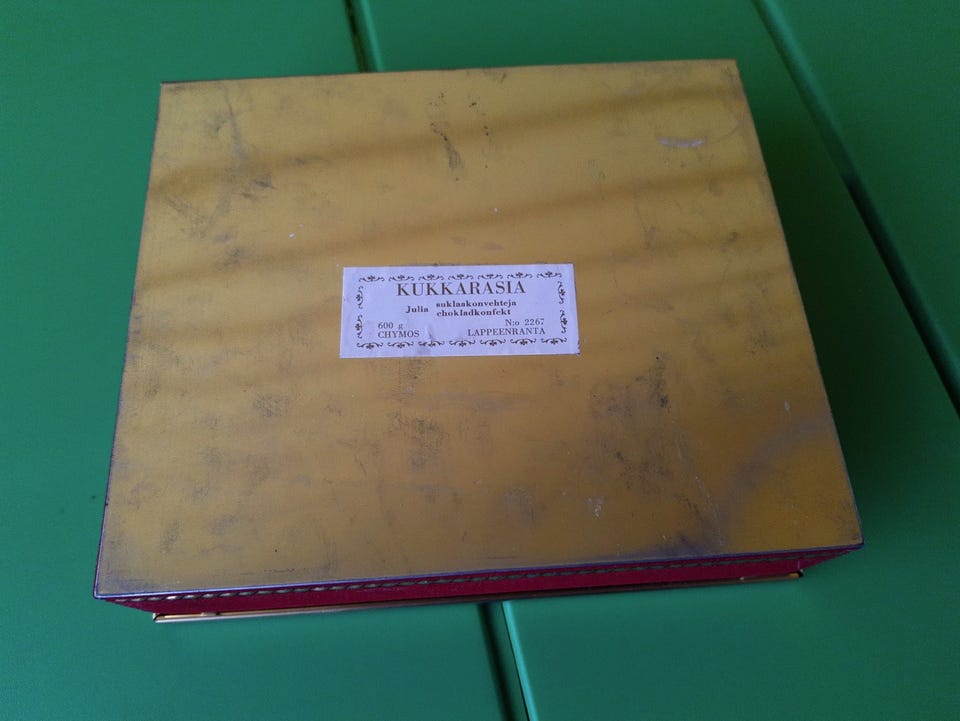 KUKKARASIA
Julia suklaakonvehteja
chokladkonfekt
600 g N:o 2267
CHYMOS LAPPEENRANTA